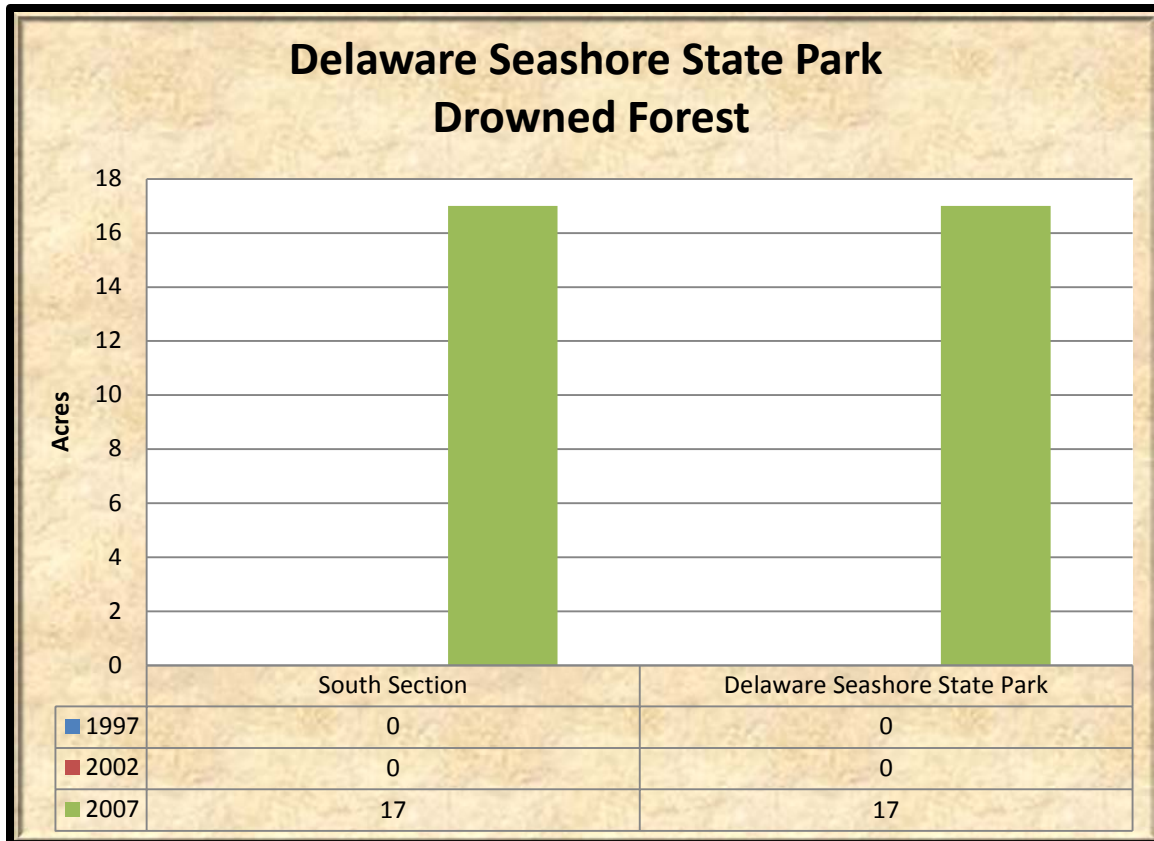 Delaware Seashore State Park
Drowned Forest
18
16
14
12
10
8
6
4
2
0
Acres
South Section Delaware Seashore State Park
1997 0 0
2002 0 0
2007 17 17